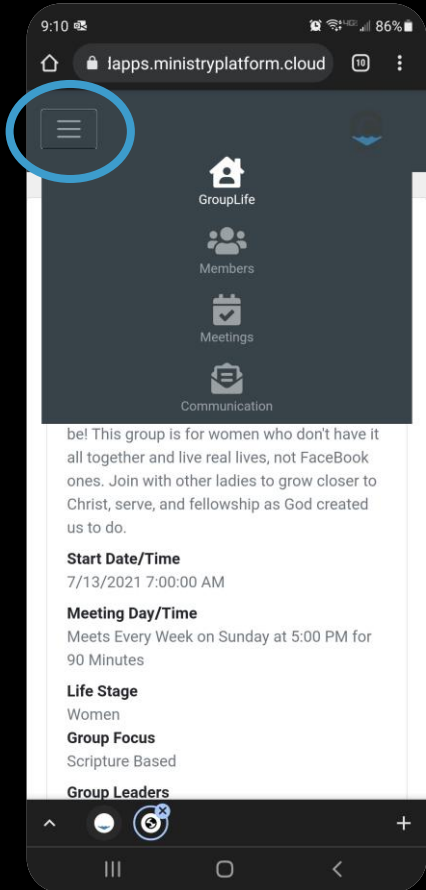 9:10
4G 86%
dapps.ministryplatform.cloud 10
GroupLife
Members
Meetings
Communication
be! This group is for women who don't have it
all together and live real lives, not FaceBook
ones. Join with other ladies to grow closer to
Christ, serve, and fellowship as God created
us to do.
Start Date/Time
7/13/2021 7:00:00 AM
Meeting Day/Time
Meets Every Week on Sunday at 5:00 PM for
90 Minutes
Life Stage
Women
Group Focus
Scripture Based
Group Leaders